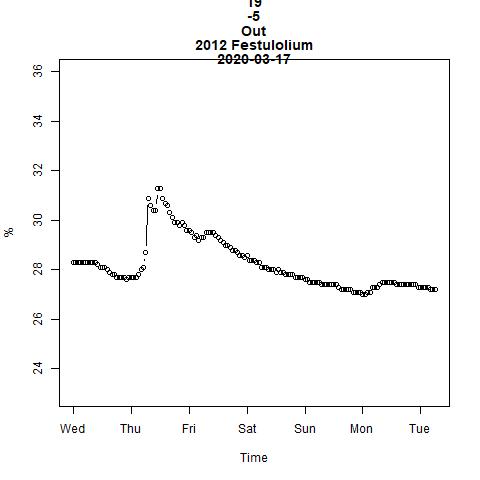 19
-5
Out
2012 Festulolium
2020-03-17
36
34
32
30
28
26
24
%
Wed Thu Fri Sat Sun Mon Tue
Time